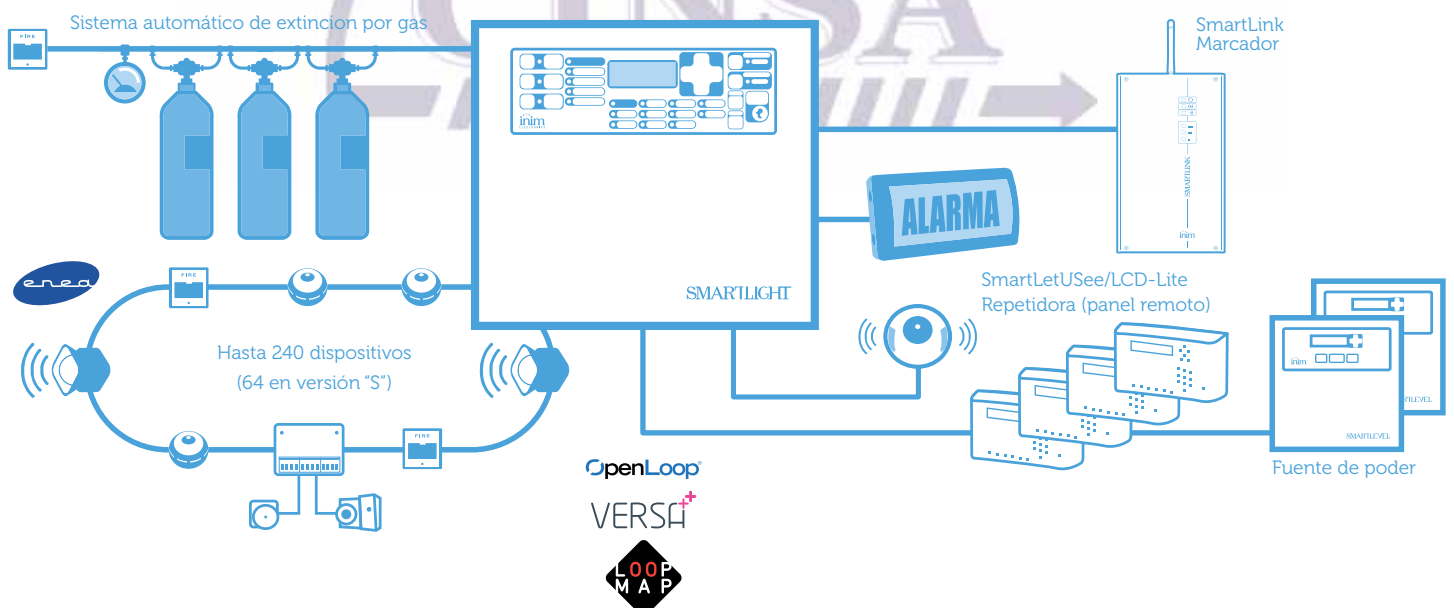 CINSA
Sistema automático de extincion por gas
SmartLink
Marcador
FIRE
inim
ELECTRONICS
SMARTLINK
inim
ALARMA
SMARTLIGHT
enea
FIRE
SmartLetUSee/LCD-Lite
Repetidora (panel remoto)
Hasta 240 dispositivos
(64 en versión "S")
inim
SMARTLEVEL
FIRE
OpenLoop
Fuente de poder
VERSA++
LOOP
MAP